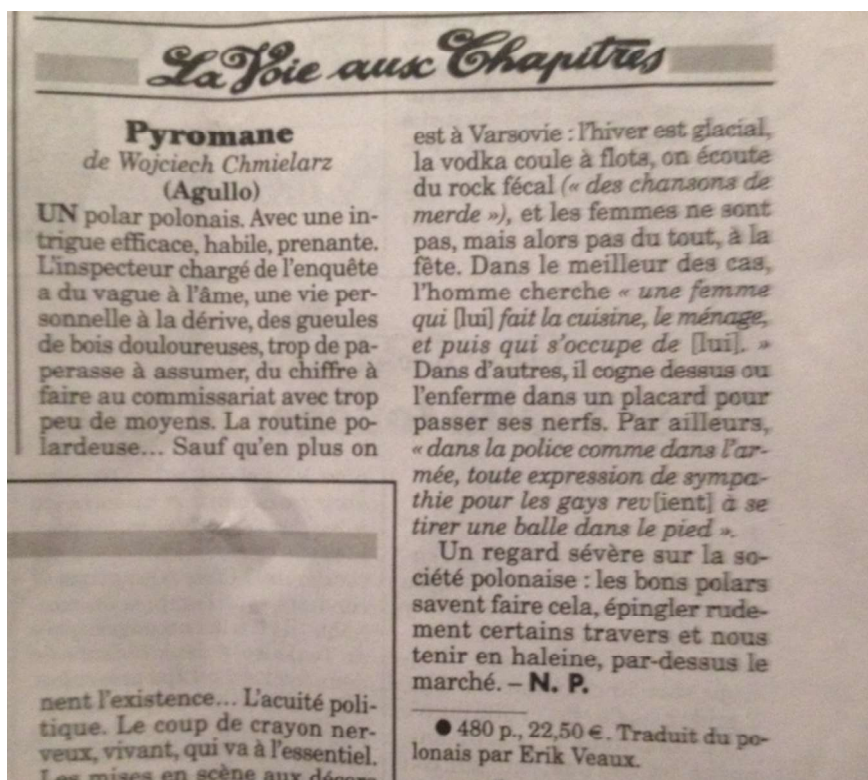 La Voie aux Chapitres
Pyromane
de Wojciech Chmielarz
(Agullo)
UN polar polonais. Avec une in-
trigue efficace, habile, prenante.
L'inspecteur chargé de l'enquête
a du vague à l'âme, une vie per-
sonnelle à la dérive, des gueules
de bois douloureuses, trop de pa-
perasse à assumer, du chiffre à
faire au commissariat avec trop
peu de moyens. La routine po-
lardeuse... Sauf qu'en plus on
est à Varsovie : l'hiver est glacial,
la vodka coule à flots, on écoute
du rock fécal (« des chansons de
merde »), et les femmes ne sont
pas, mais alors pas du tout, à la
fête. Dans le meilleur des cas,
l'homme cherche « une femme
qui [lui] fait la cuisine, le ménage,
et puis qui s'occupe de [lui]. »
Dans d'autres, il cogne dessus ou
l'enferme dans un placard pour
passer ses nerfs. Par ailleurs,
« dans la police comme dans l'ar-
mée, toute expression de sympa-
thie pour les gays rev[ient] à se
tirer une balle dans le pied ».
Un regard sévère sur la so-
ciété polonaise : les bons polars
savent faire cela, épingler rude-
ment certains travers et nous
tenir en haleine, par-dessus le
marché. – N. P.
● 480 p., 22,50 €. Traduit du po-
lonais par Erik Veaux.
nent l'existence... L'acuité poli-
tique. Le coup de crayon ner-
veux, vivant, qui va à l'essentiel.
Les mises en scène aux décors